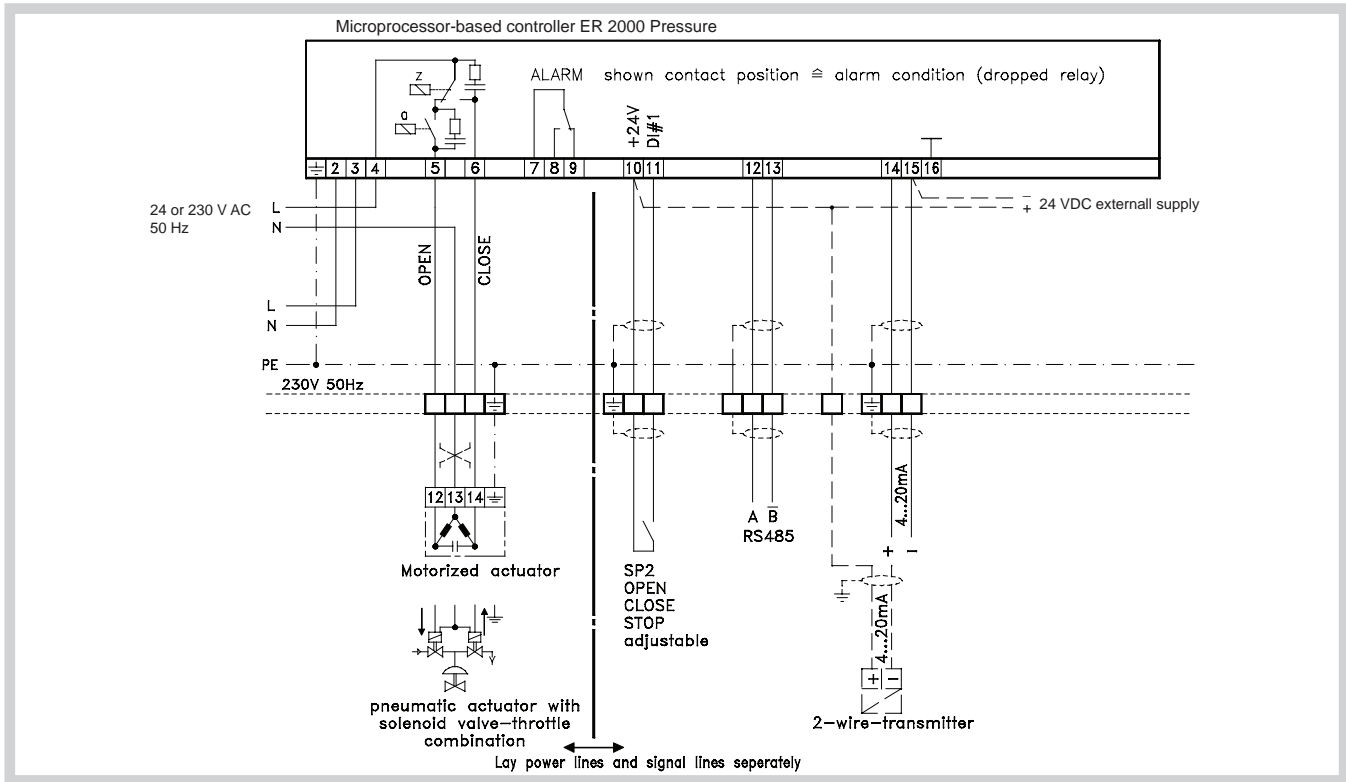 Microprocessor-based controller ER 2000 Pressure
z
a
ALARM shown contact position ≙ alarm condition (dropped relay)
+24V
DI#1
2 3 4 5 6 7 8 9 10 11 12 13 14 15 16
24 or 230 V AC
50 Hz
L
N
OPEN
CLOSE
- 24 VDC externall supply
+
L
N
PE
230V 50Hz
12 13 14
Motorized actuator
SP2
OPEN
CLOSE
STOP
adjustable
A B̅
RS485
4...20mA
+ -
4...20mA
+ -
2-wire-transmitter
pneumatic actuator with
solenoid valve-throttle
combination
Lay power lines and signal lines seperately